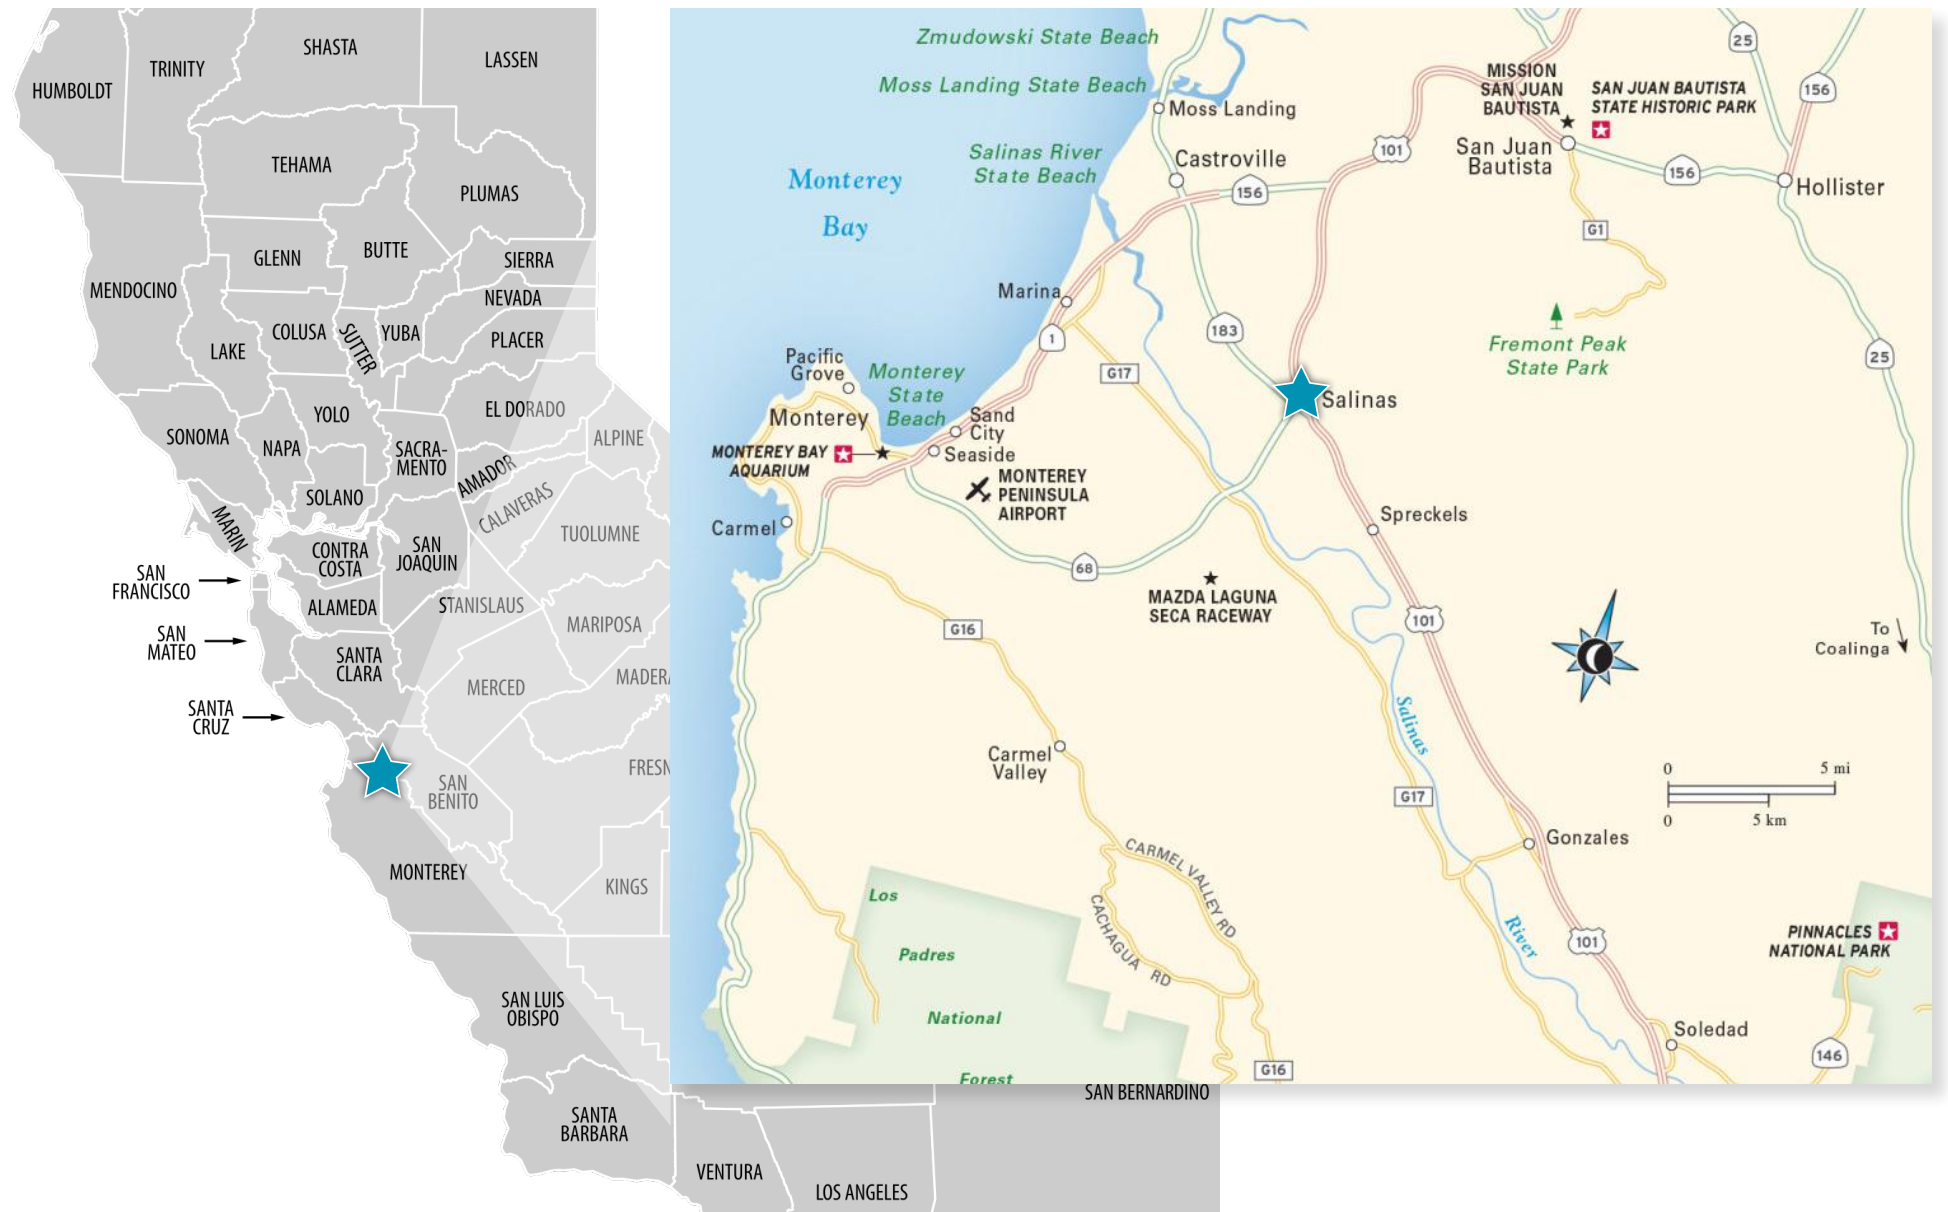 HUMBOLDT
TRINITY
SHASTA
LASSEN
TEHAMA
PLUMAS
GLENN
BUTTE
SIERRA
MENDOCINO
NEVADA
COLUSA
SUTTER
YUBA
PLACER
LAKE
YOLO
EL DORADO
SONOMA
NAPA
SACRA-
MENTO
ALPINE
AMADOR
SOLANO
CALAVERAS
MARIN
TUOLUMNE
CONTRA
COSTA
SAN
JOAQUIN
SAN
FRANCISCO
ALAMEDA
STANISLAUS
MARIPOSA
SAN
MATEO
SANTA
CLARA
MERCED
MADERA
SANTA
CRUZ
FRESN
SAN
BENITO
MONTEREY
KINGS
SAN LUIS
OBISPO
SANTA
BARBARA
VENTURA
LOS ANGELES
SAN BERNARDINO
Zmudowski State Beach
Moss Landing State Beach
Moss Landing
Salinas River
State Beach
Castroville
Monterey
Bay
156
101
MISSION
SAN JUAN
BAUTISTA
SAN JUAN BAUTISTA
STATE HISTORIC PARK
25
156
San Juan
Bautista
156
Hollister
G1
Marina
1
183
G17
Fremont Peak
State Park
25
Pacific
Grove
Monterey
State
Beach
Monterey
Sand
City
Seaside
Salinas
MONTEREY BAY
AQUARIUM
MONTEREY
PENINSULA
AIRPORT
Carmel
Spreckels
68
MAZDA LAGUNA
SECA RACEWAY
101
G16
To
Coalinga
Salinas
Carmel
Valley
0
5 mi
0
5 km
G17
Gonzales
CARMEL VALLEY RD
CACHAGUA RD
Los
Padres
National
Forest
River
101
PINNACLES
NATIONAL PARK
Soledad
146
G16